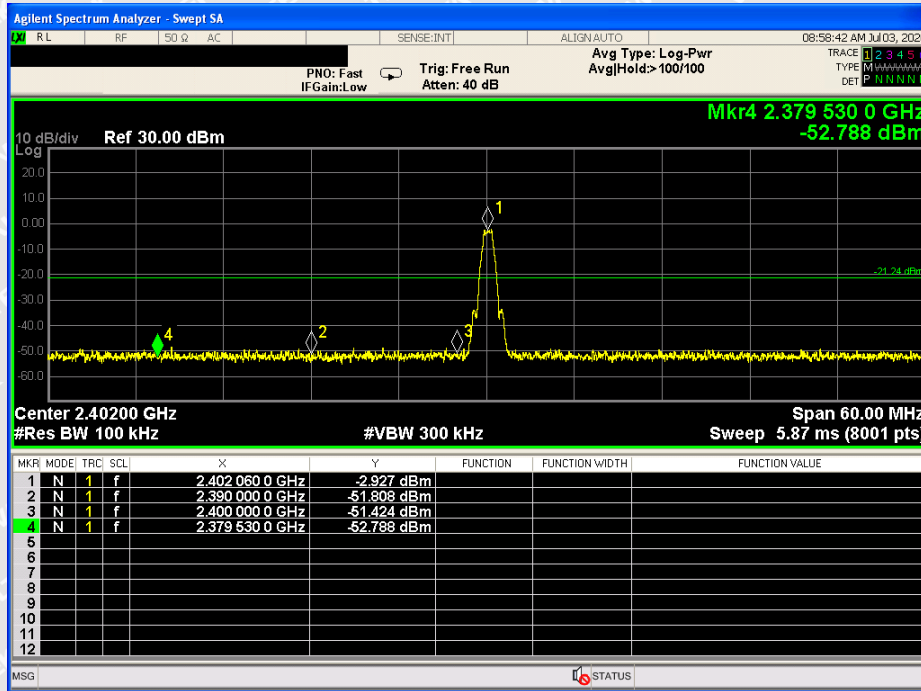 Agilent Spectrum Analyzer - Swept SA
LXI RL RF 50 Ω AC SENSE:INT ALIGN AUTO 08:58:42 AM Jul 03, 202
PNO: Fast Trig: Free Run Avg Type: Log-Pwr TRACE 1 2 3 4 5
IFGain:Low Atten: 40 dB Avg|Hold:>100/100 TYPE M
DET P N N N N
Mkr4 2.379 530 0 GHz
10 dB/div Ref 30.00 dBm -52.788 dBm
Log
20.0
10.0
1
0.00
-10.0
-20.0
-21.24 dBm
-30.0
-40.0
4 2 3
-50.0
-60.0
Center 2.40200 GHz Span 60.00 MHz
#Res BW 100 kHz #VBW 300 kHz Sweep 5.87 ms (8001 pts)
MKR MODE TRC SCL X Y FUNCTION FUNCTION WIDTH FUNCTION VALUE
1 N 1 f 2.402 060 0 GHz -2.927 dBm
2 N 1 f 2.390 000 0 GHz -51.808 dBm
3 N 1 f 2.400 000 0 GHz -51.424 dBm
4 N 1 f 2.379 530 0 GHz -52.788 dBm
5
6
7
8
9
10
11
12
MSG STATUS